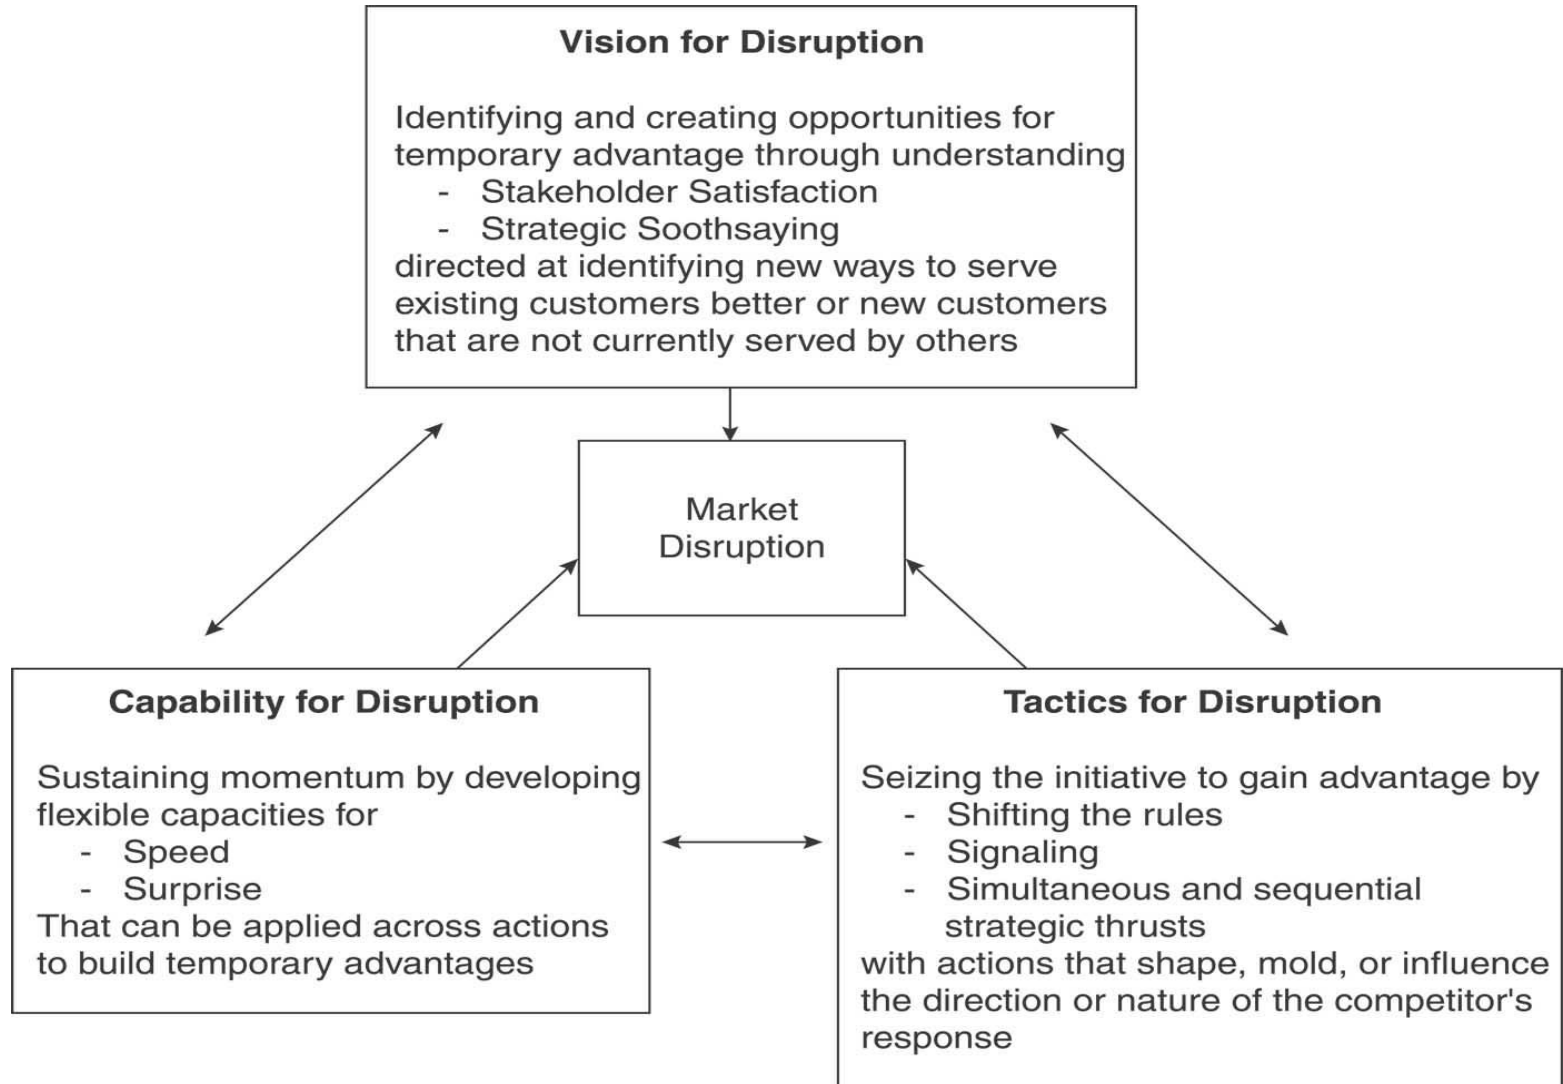 Vision for Disruption
Identifying and creating opportunities for
temporary advantage through understanding
- Stakeholder Satisfaction
- Strategic Soothsaying
directed at identifying new ways to serve
existing customers better or new customers
that are not currently served by others
Market
Disruption
Capability for Disruption
Sustaining momentum by developing
flexible capacities for
- Speed
- Surprise
That can be applied across actions
to build temporary advantages
Tactics for Disruption
Seizing the initiative to gain advantage by
- Shifting the rules
- Signaling
- Simultaneous and sequential
strategic thrusts
with actions that shape, mold, or influence
the direction or nature of the competitor's
response